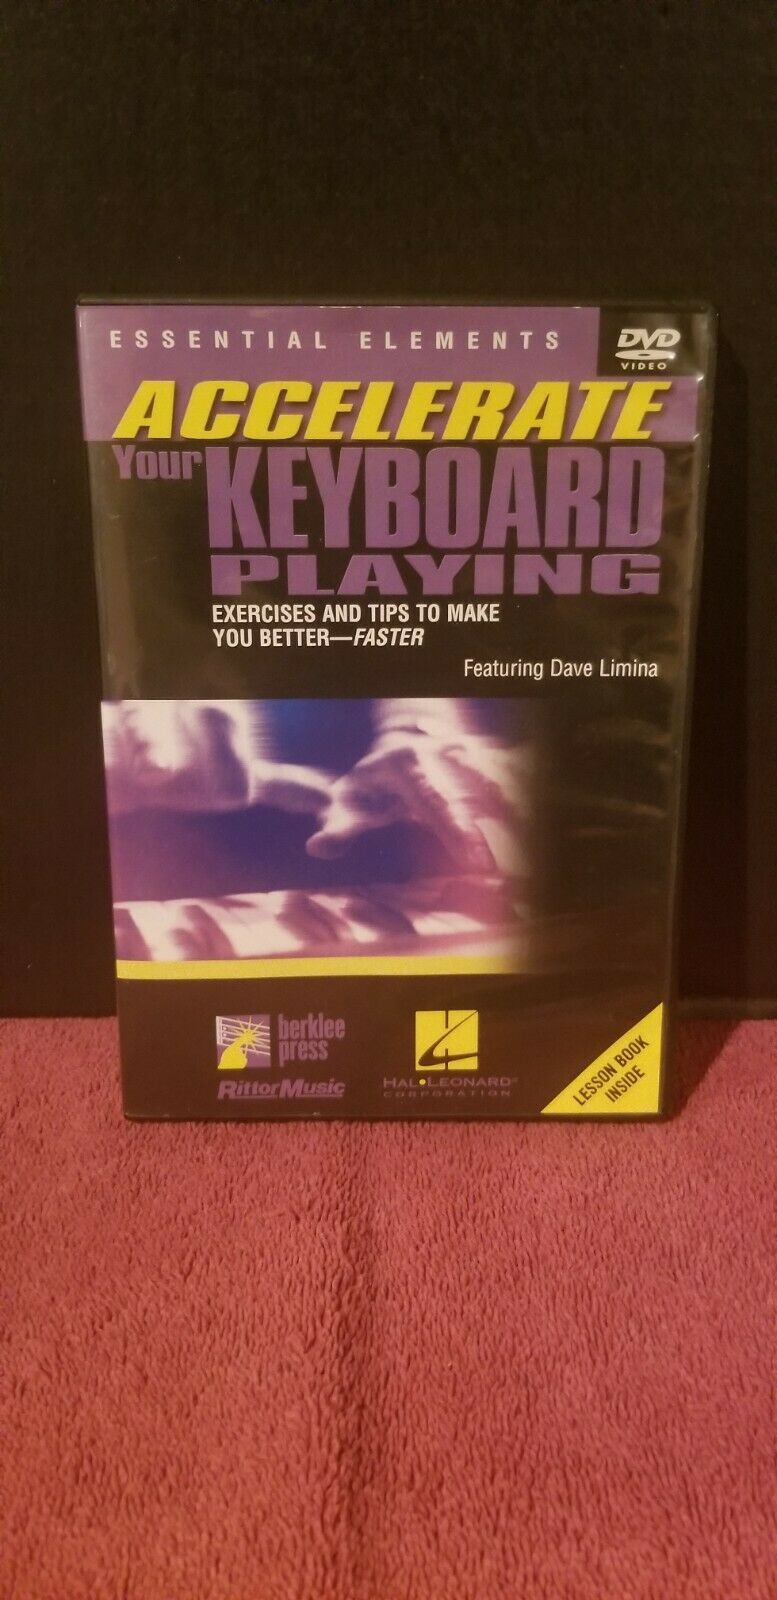 ESSENTIAL ELEMENTS
DVD
VIDEO
ACCELERATE
Your KEYBOARD
PLAYING
EXERCISES AND TIPS TO MAKE
YOU BETTER—FASTER
Featuring Dave Limina
berklee
press
RittorMusic
HAL•LEONARD®
CORPORATION
LESSON BOOK
INSIDE